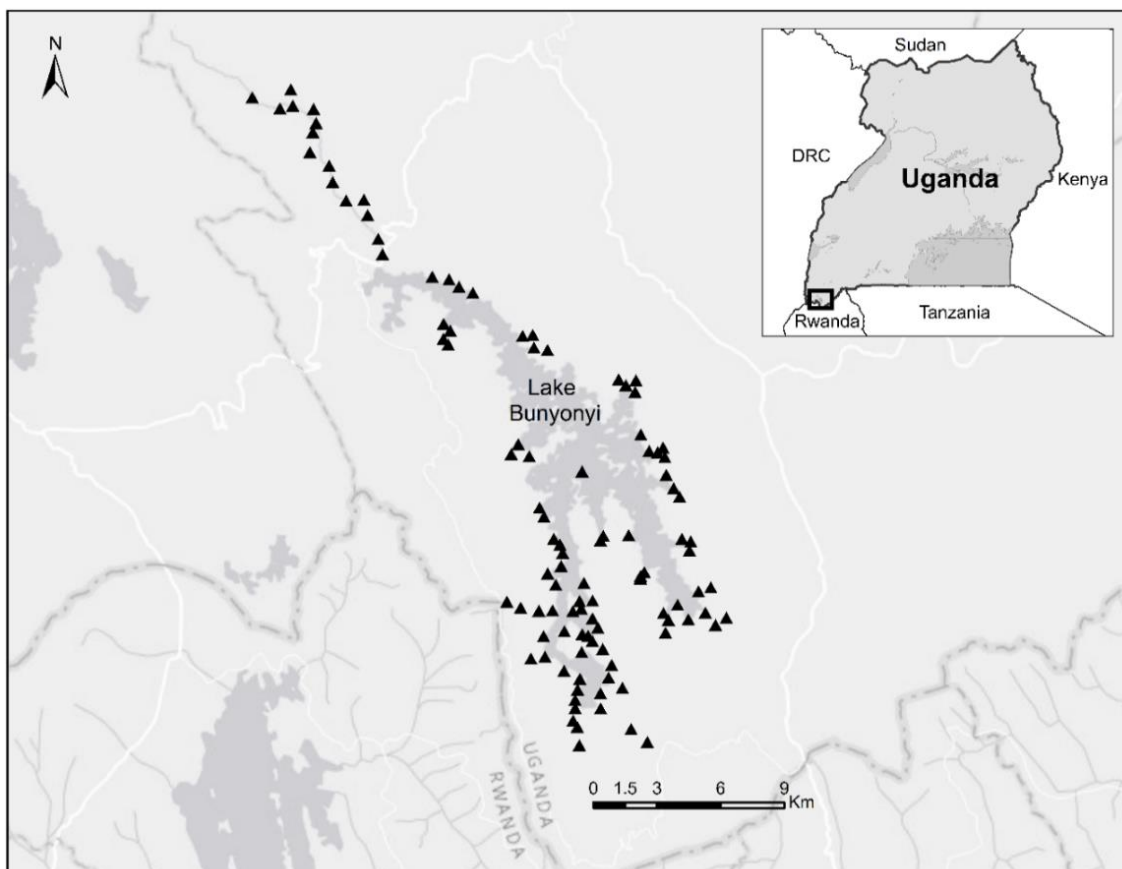 N
Sudan
DRC
Uganda
Kenya
Tanzania
Rwanda
Lake
Bunyonyi
UGANDA
RWANDA
0 1.5 3 6 9
Km